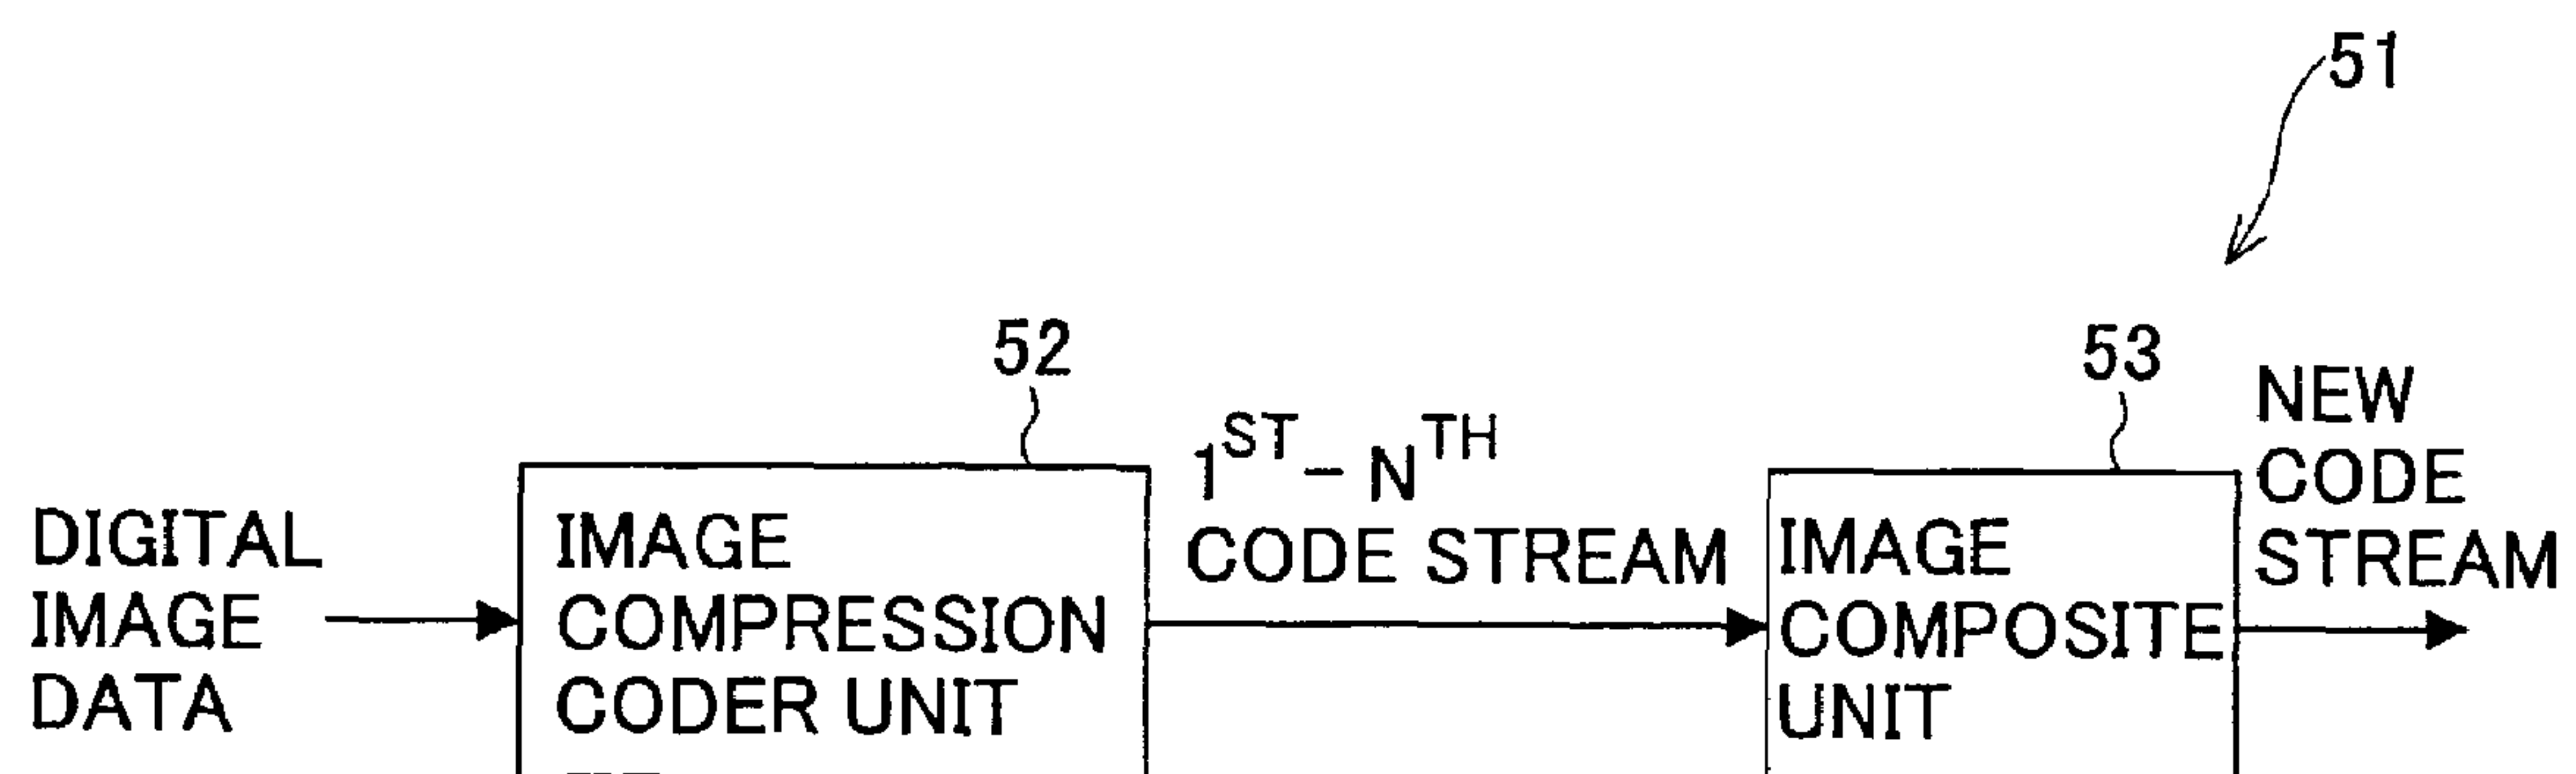 51
52
53
1ST– NTH
CODE STREAM
NEW
CODE
STREAM
DIGITAL
IMAGE
DATA
IMAGE
COMPRESSION
CODER UNIT
IMAGE
COMPOSITE
UNIT